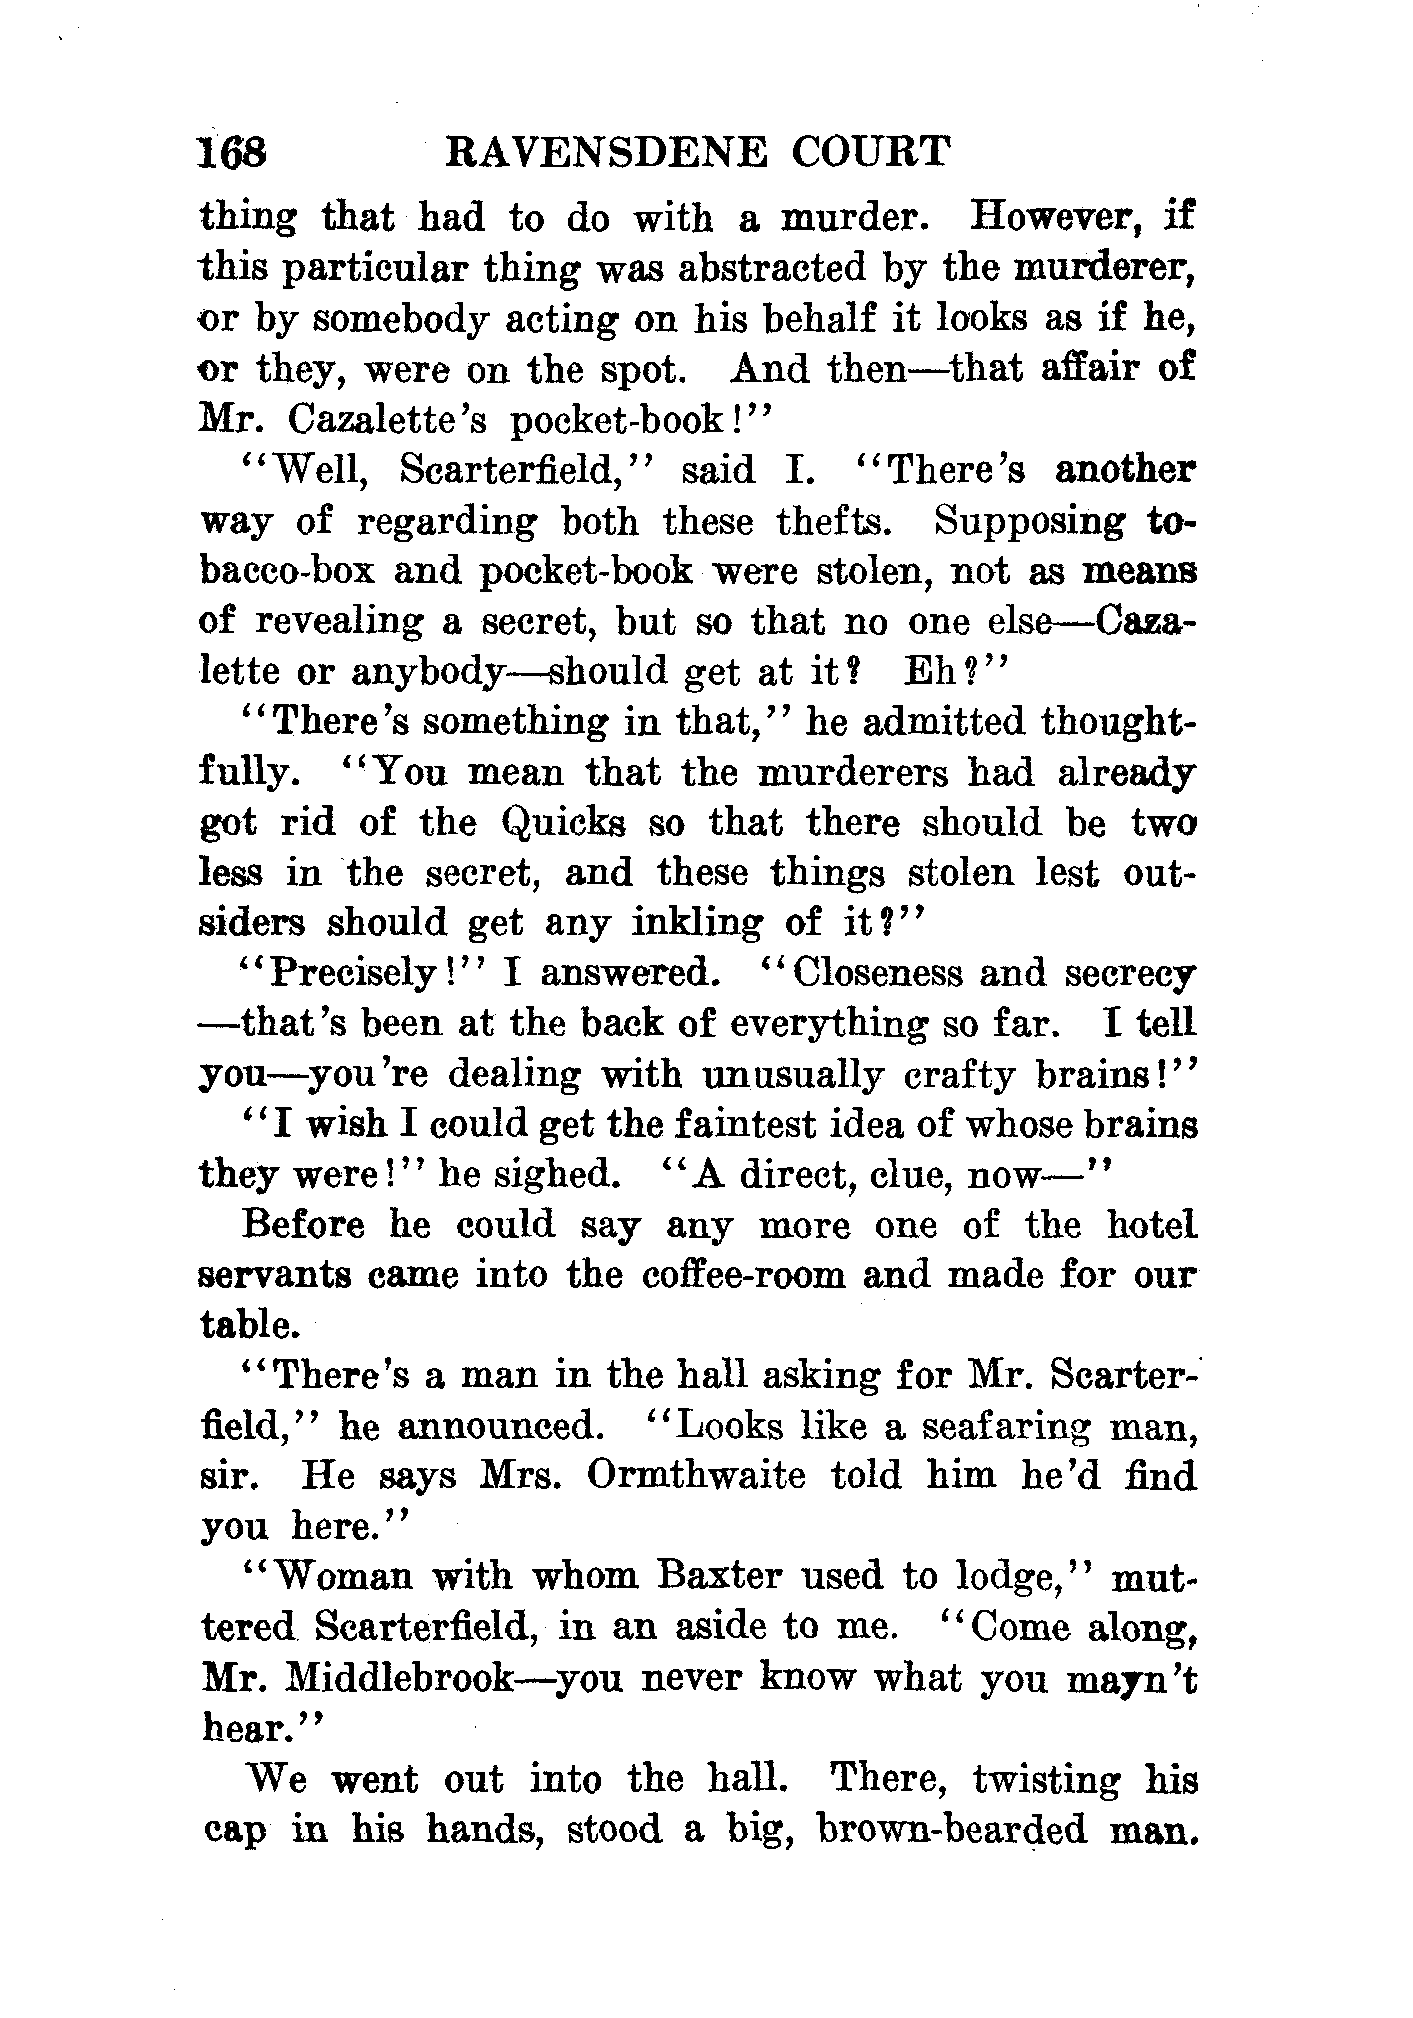 168 RAVENSDENE COURT
thing that had to do with a murder. However, if
this particular thing was abstracted by the murderer,
or by somebody acting on his behalf it looks as if he,
or they, were on the spot. And then—that affair of
Mr. Cazalette's pocket-book!"
"Well, Scarterfield," said I. "There's another
way of regarding both these thefts. Supposing to-
bacco-box and pocket-book were stolen, not as means
of revealing a secret, but so that no one else—Caza-
lette or anybody—should get at it? Eh?"
"There's something in that," he admitted thought-
fully. "You mean that the murderers had already
got rid of the Quicks so that there should be two
less in the secret, and these things stolen lest out-
siders should get any inkling of it?"
"Precisely!" I answered. "Closeness and secrecy
—that's been at the back of everything so far. I tell
you—you're dealing with unusually crafty brains!"
"I wish I could get the faintest idea of whose brains
they were!" he sighed. "A direct, clue, now—"
Before he could say any more one of the hotel
servants came into the coffee-room and made for our
table.
"There's a man in the hall asking for Mr. Scarter-
field," he announced. "Looks like a seafaring man,
sir. He says Mrs. Ormthwaite told him he'd find
you here."
"Woman with whom Baxter used to lodge," mut-
tered Scarterfield, in an aside to me. "Come along,
Mr. Middlebrook—you never know what you mayn't
hear."
We went out into the hall. There, twisting his
cap in his hands, stood a big, brown-bearded man.